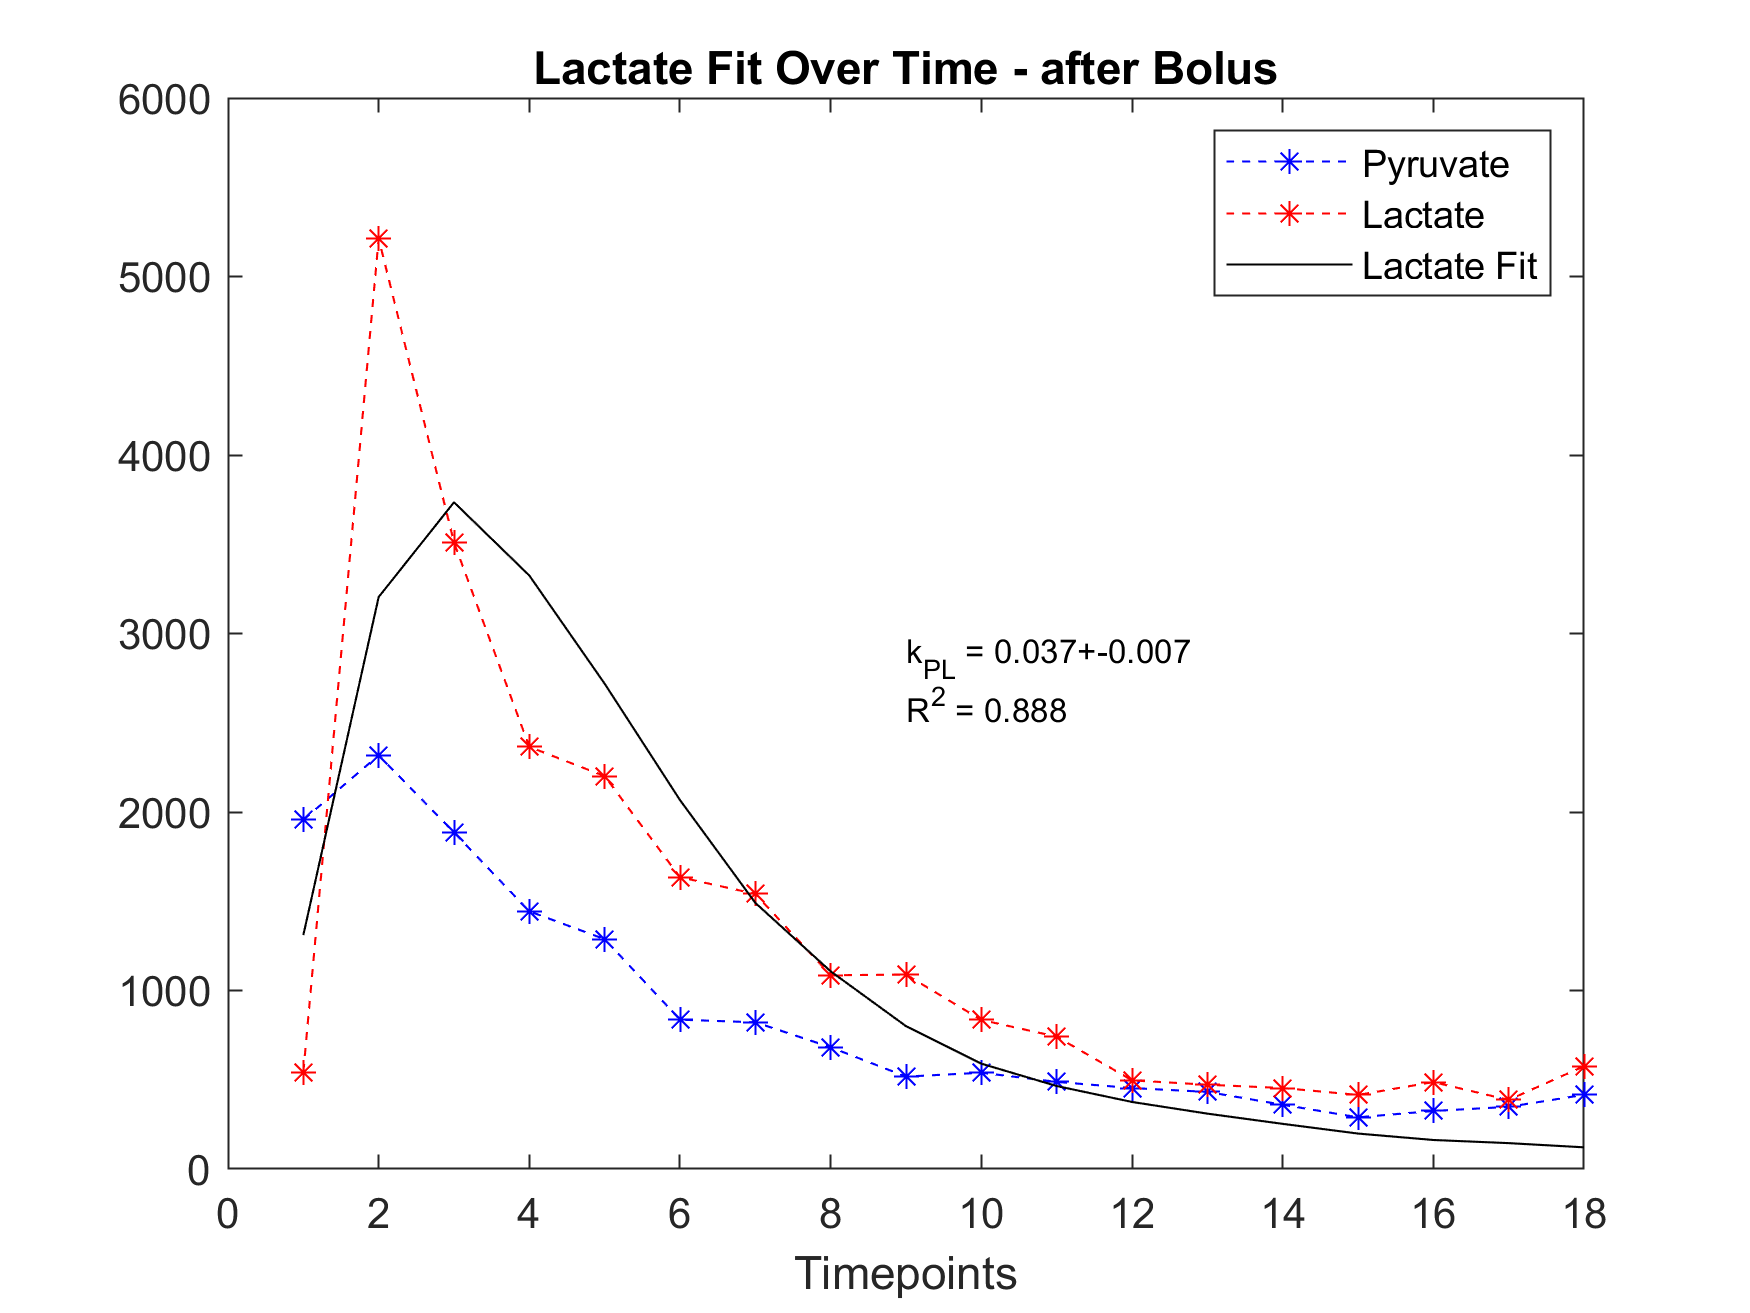 Lactate Fit Over Time - after Bolus
6000
5000
4000
3000
2000
1000
0
Pyruvate
Lactate
Lactate Fit
kPL = 0.037+-0.007
R2 = 0.888
0 2 4 6 8 10 12 14 16 18
Timepoints